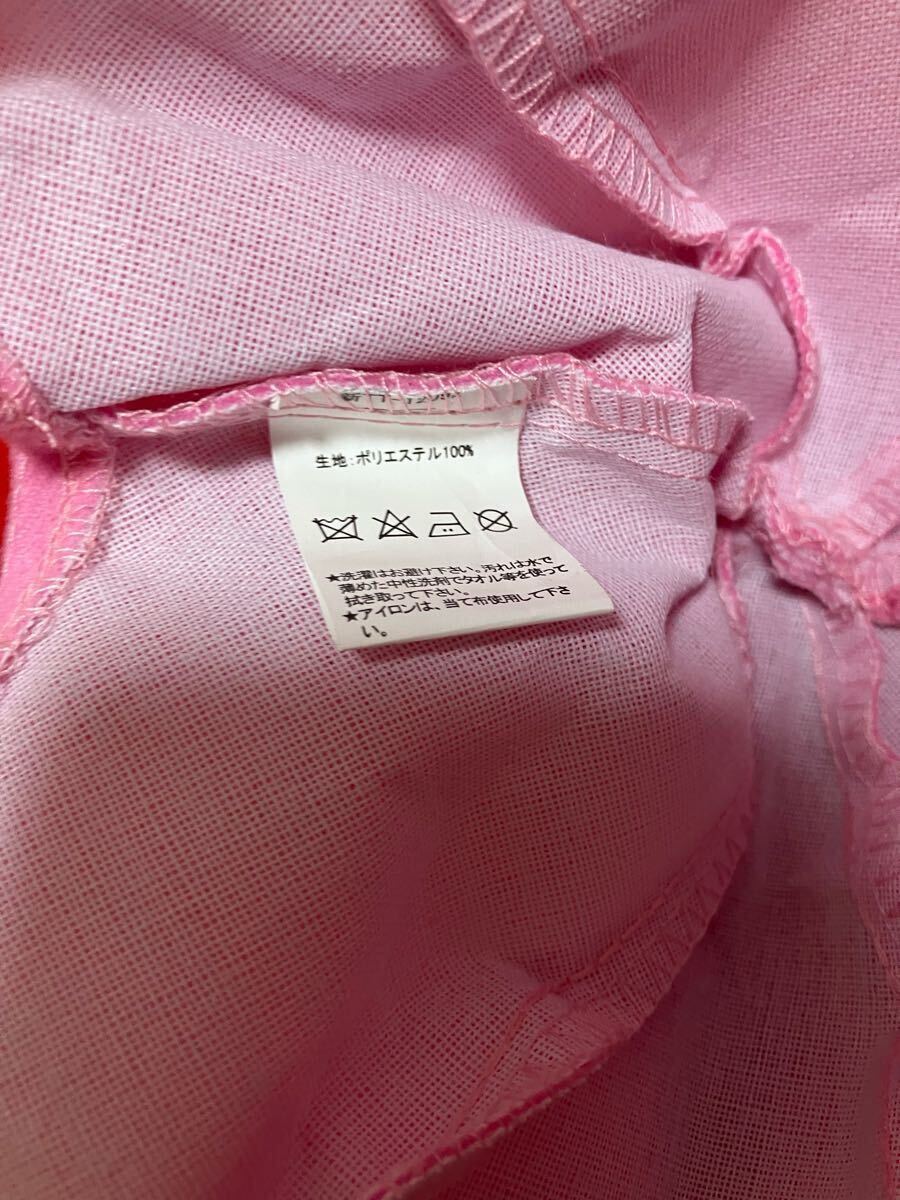 生地：ポリエステル100%
★洗濯はお避け下さい。汚れは水で
薄めた中性洗剤でタオル等を使って
拭き取って下さい。
★アイロンは、当て布使用して下さ
い。